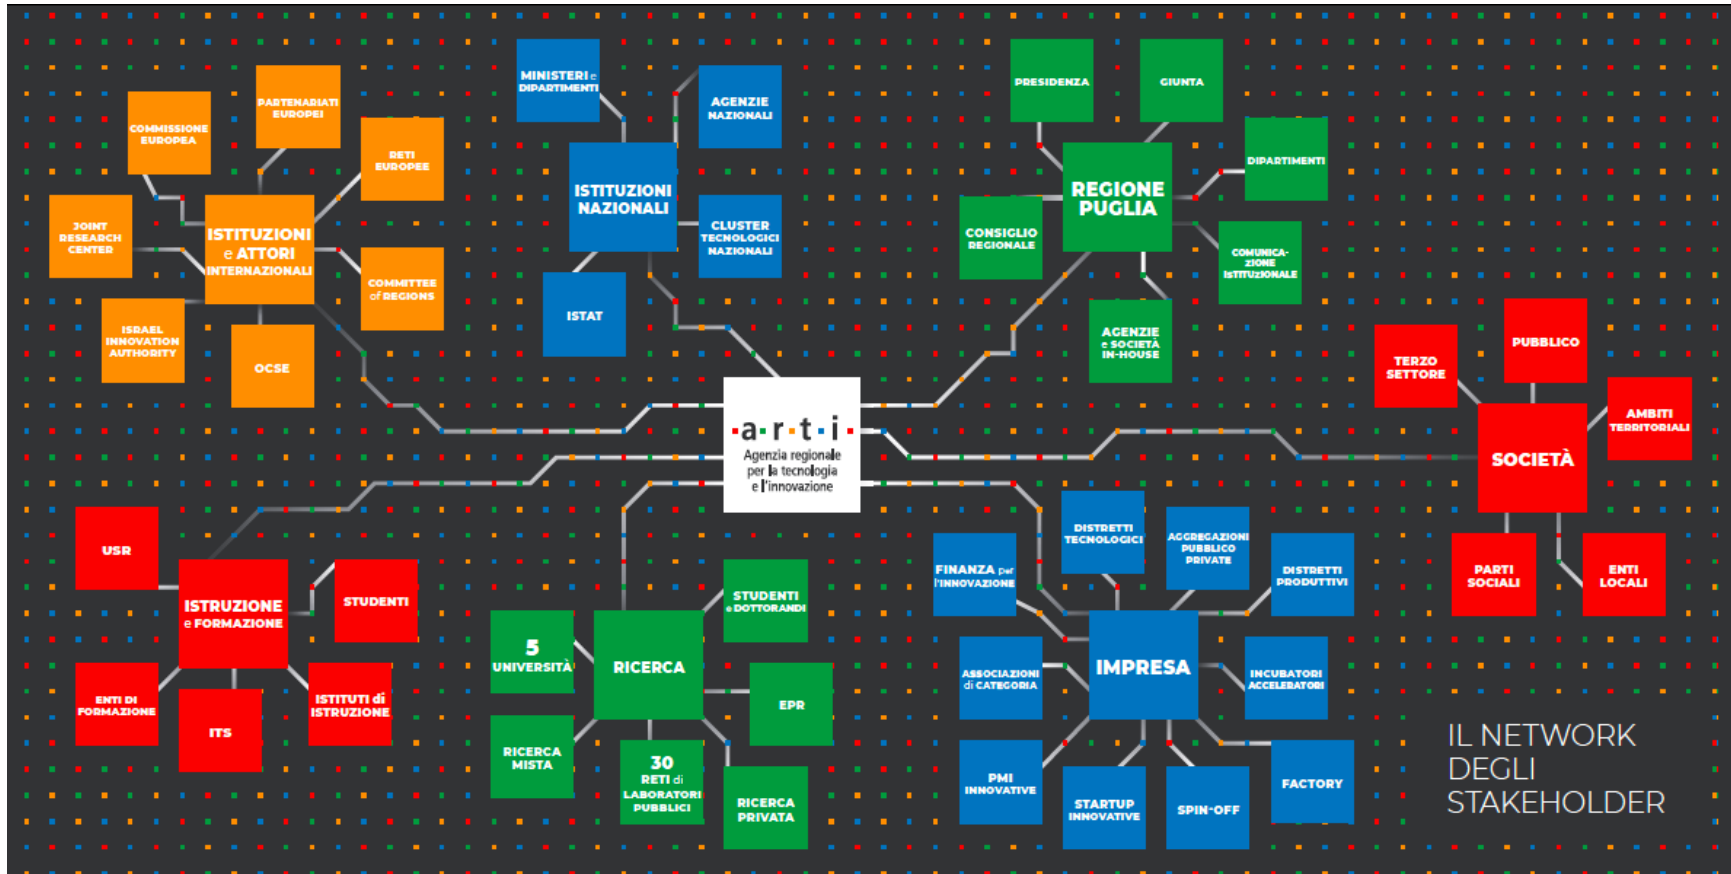 PARTENARIATI
EUROPEI
COMMISSIONE
EUROPEA
RETI
EUROPEE
JOINT
RESEARCH
CENTER
ISTITUZIONI
e ATTORI
INTERNAZIONALI
COMMITTEE
of REGIONS
ISRAEL
INNOVATION
AUTHORITY
OCSE
MINISTERI e
DIPARTIMENTI
AGENZIE
NAZIONALI
ISTITUZIONI
NAZIONALI
CLUSTER
TECNOLOGICI
NAZIONALI
ISTAT
PRESIDENZA
GIUNTA
DIPARTIMENTI
REGIONE
PUGLIA
CONSIGLIO
REGIONALE
COMUNICA-
ZIONE
ISTITUZIONALE
AGENZIE
e SOCIETÀ
IN-HOUSE
PUBBLICO
TERZO
SETTORE
AMBITI
TERRITORIALI
SOCIETÀ
PARTI
SOCIALI
ENTI
LOCALI
a·r·t·i
Agenzia regionale
per la tecnologia
e l'innovazione
USR
ISTRUZIONE
e FORMAZIONE
STUDENTI
ENTI DI
FORMAZIONE
ITS
ISTITUTI di
ISTRUZIONE
STUDENTI
e DOTTORANDI
5
UNIVERSITÀ
RICERCA
EPR
RICERCA
MISTA
30
RETI di
LABORATORI
PUBBLICI
RICERCA
PRIVATA
DISTRETTI
TECNOLOGICI
AGGREGAZIONI
PUBBLICO
PRIVATE
FINANZA per
l'INNOVAZIONE
DISTRETTI
PRODUTTIVI
ASSOCIAZIONI
di CATEGORIA
IMPRESA
INCUBATORI
ACCELERATORI
PMI
INNOVATIVE
STARTUP
INNOVATIVE
SPIN-OFF
FACTORY
IL NETWORK
DEGLI
STAKEHOLDER